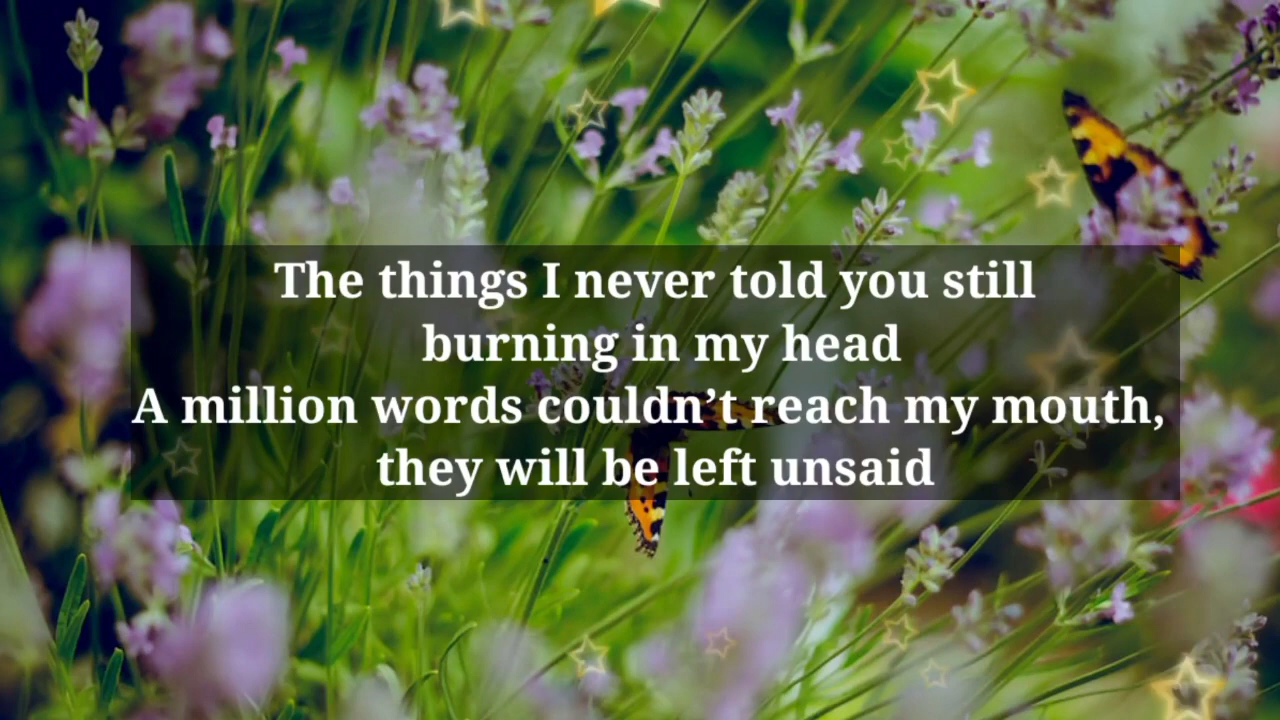 The things I never told you still
burning in my head
A million words couldn’t reach my mouth,
they will be left unsaid